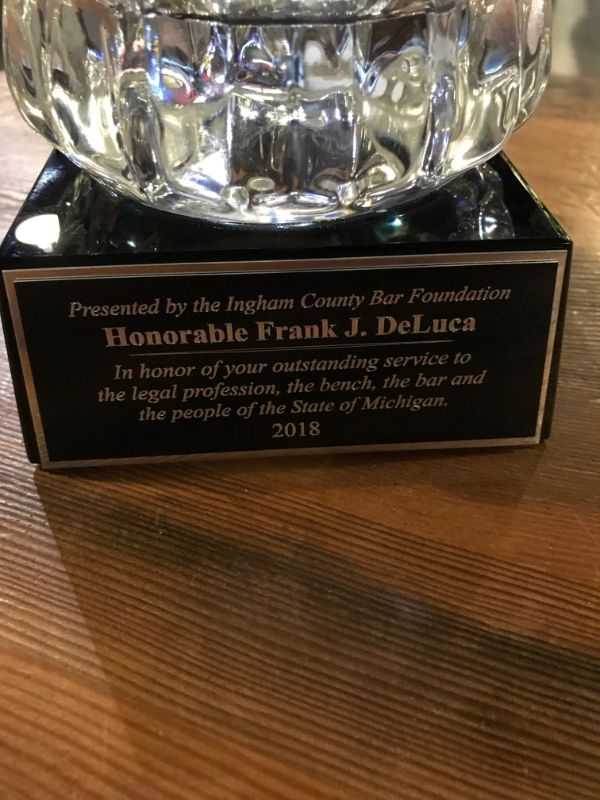 Presented by the Ingham County Bar Foundation
Honorable Frank J. DeLuca
In honor of your outstanding service to
the legal profession, the bench, the bar and
the people of the State of Michigan.
2018